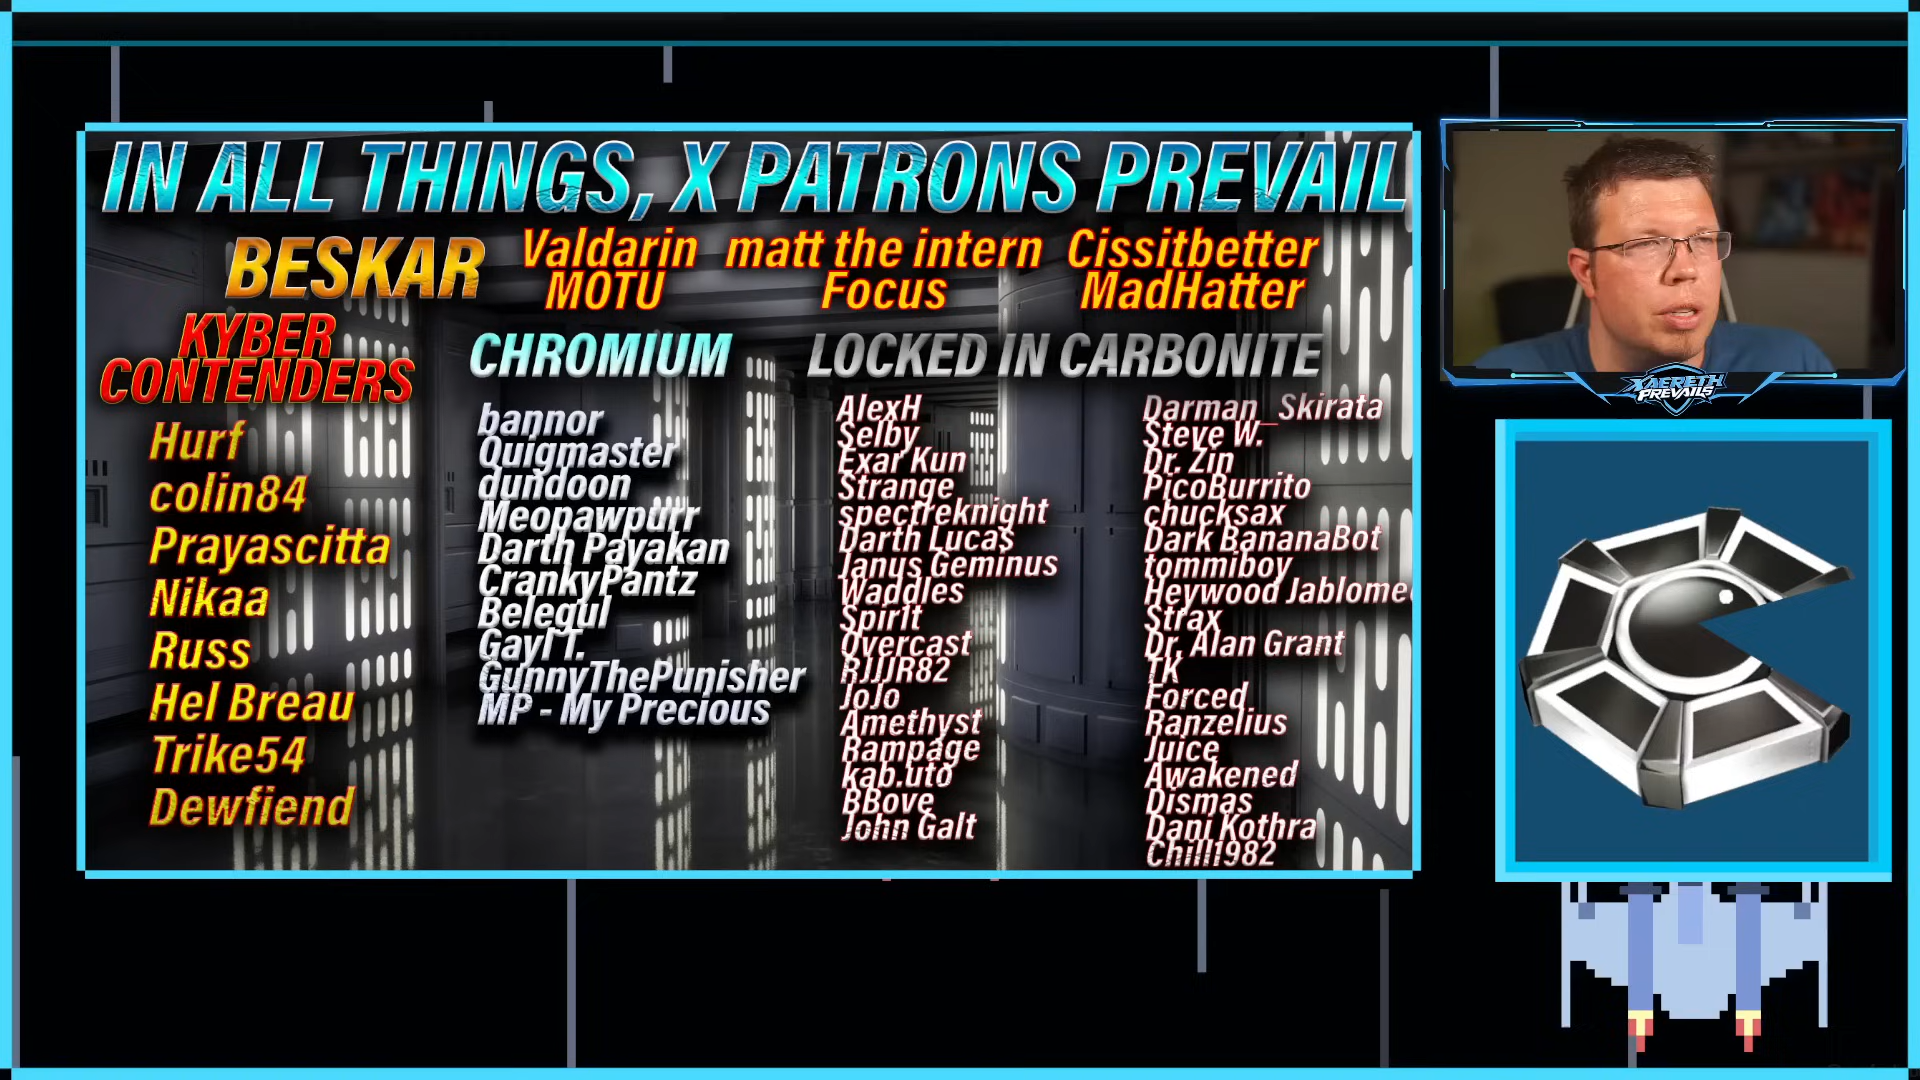 IN ALL THINGS, X PATRONS PREVAIL
BESKAR
Valdarin matt the intern Cissitbetter
MOTU Focus MadHatter
KYBER
CONTENDERS
Hurf
colin84
Prayascitta
Nikaa
Russ
Hel Breau
Trike54
Dewfiend
CHROMIUM
bannor
Quigmaster
dundoon
Meopawpurr
Darth Payakan
CrankyPantz
Belegul
Gayl T.
GunnyThePunisher
MP - My Precious
LOCKED IN CARBONITE
AlexH
Selby
Exar Kun
Strange
spectreknight
Darth Lucas
Janus Geminus
Waddles
Spir1t
Overcast
RJJJR82
JoJo
Amethyst
Rampage
kab.uto
BBove
John Galt
Darman_Skirata
Steve W.
Dr. Zin
PicoBurrito
chucksax
Dark BananaBot
tommiboy
Heywood
Strax
Dr. Alan Grant
TK
Forced
Ranzelius
Juice
Awakened
Dismas
Dani Kothra
Chill1982
XAERETH
PREVAILS